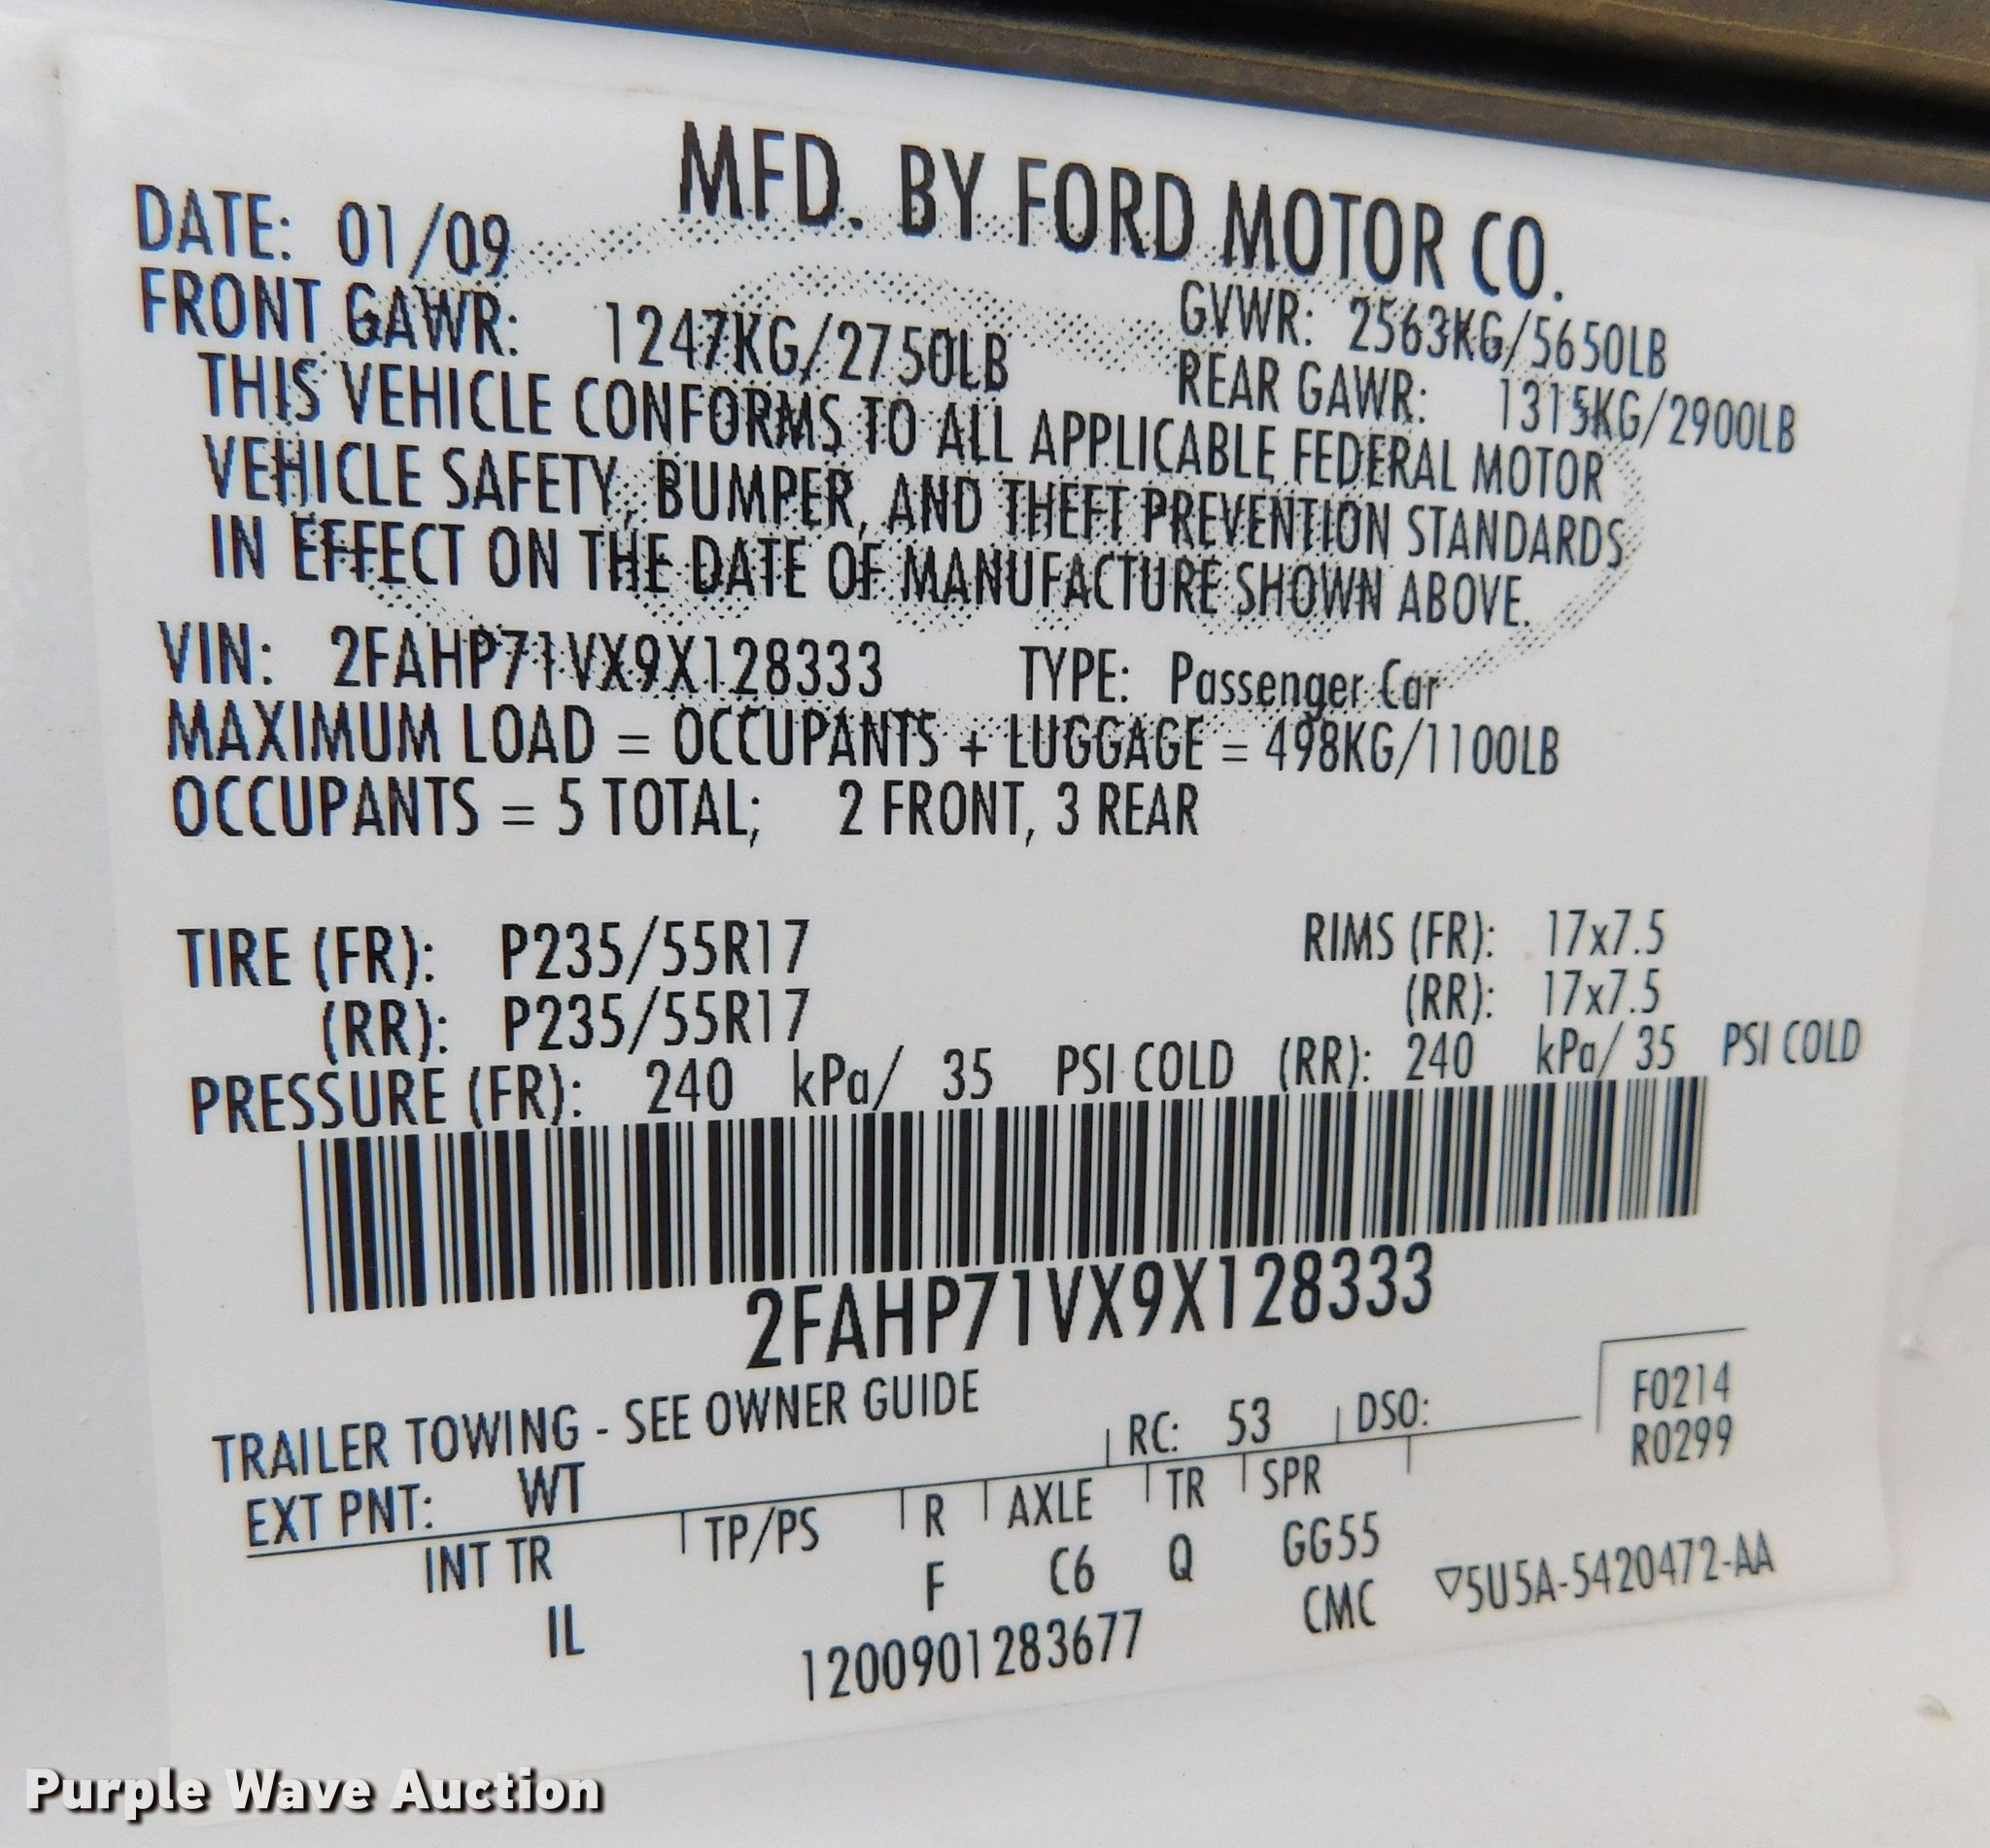 MFD. BY FORD MOTOR CO.
DATE: 01/09 GVWR: 2563KG/5650LB
FRONT GAWR: 1247KG/2750LB REAR GAWR: 1315KG/2900LB
THIS VEHICLE CONFORMS TO ALL APPLICABLE FEDERAL MOTOR
VEHICLE SAFETY, BUMPER, AND THEFT PREVENTION STANDARDS
IN EFFECT ON THE DATE OF MANUFACTURE SHOWN ABOVE.
VIN: 2FAHP71VX9X128333 TYPE: Passenger Car
MAXIMUM LOAD = OCCUPANTS + LUGGAGE = 498KG/1100LB
OCCUPANTS = 5 TOTAL; 2 FRONT, 3 REAR
TIRE (FR): P235/55R17 RIMS (FR): 17x7.5
(RR): P235/55R17 (RR): 17x7.5
PRESSURE (FR): 240 kPa/ 35 PSI COLD (RR): 240 kPa/ 35 PSI COLD
2FAHP71VX9X128333
TRAILER TOWING - SEE OWNER GUIDE
EXT PNT: WT RC: 53 DSO: F0214
R0299
INT TR TP/PS R AXLE TR SPR
IL F C6 Q GG55
1200901283677 CMC ▽5U5A-5420472-AA
Purple Wave Auction